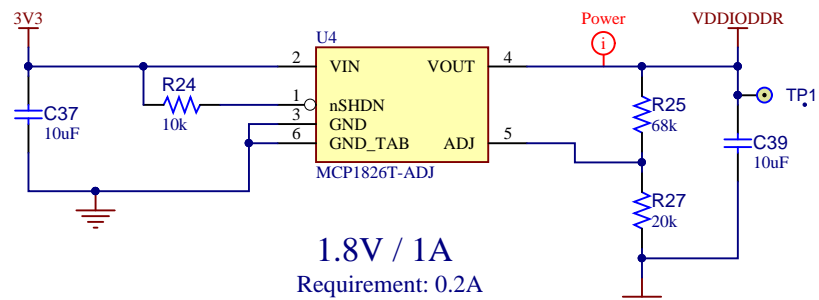 3V3
Power
i
VDDIODDR
U4
2
VIN
VOUT
4
R24
10k
1
nSHDN
3
GND
6
GND_TAB
ADJ
5
MCP1826T-ADJ
C37
10uF
R25
68k
TP1
C39
10uF
R27
20k
1.8V / 1A
Requirement: 0.2A